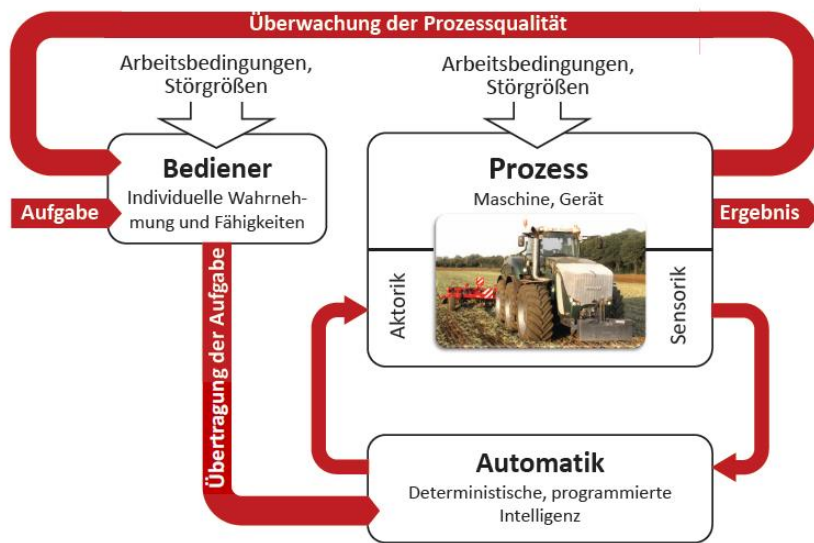 Überwachung der Prozessqualität
Arbeitsbedingungen,
Störgrößen
Arbeitsbedingungen,
Störgrößen
Bediener
Individuelle Wahrneh-
mung und Fähigkeiten
Prozess
Maschine, Gerät
Aufgabe
Ergebnis
Aktorik
Sensorik
Übertragung der Aufgabe
Automatik
Deterministische, programmierte
Intelligenz